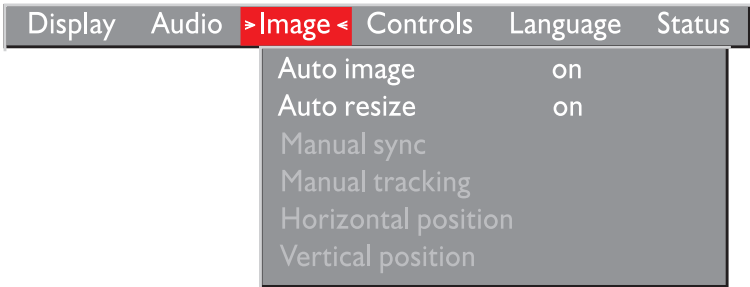 Display Audio >Image< Controls Language Status
Auto image on
Auto resize on
Manual sync
Manual tracking
Horizontal position
Vertical position